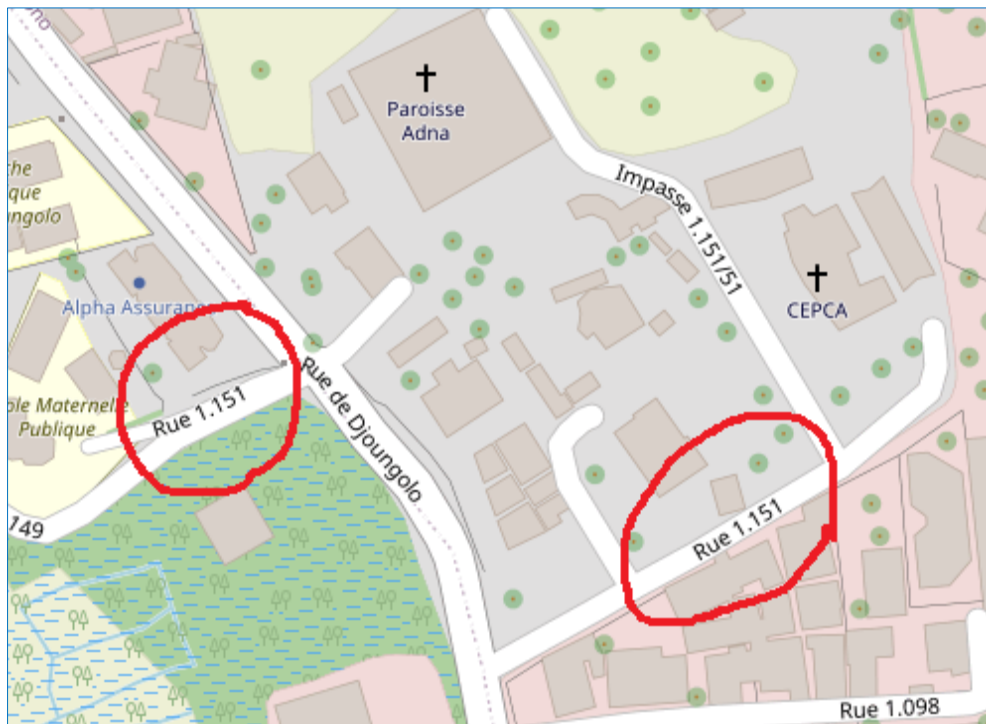 Paroisse
Adna
Impasse 1.151/51
CEPCA
Alpha
Rue 1.151
Maternelle
Publique
Rue de Djoungolo
149
Rue 1.151
Rue 1.098